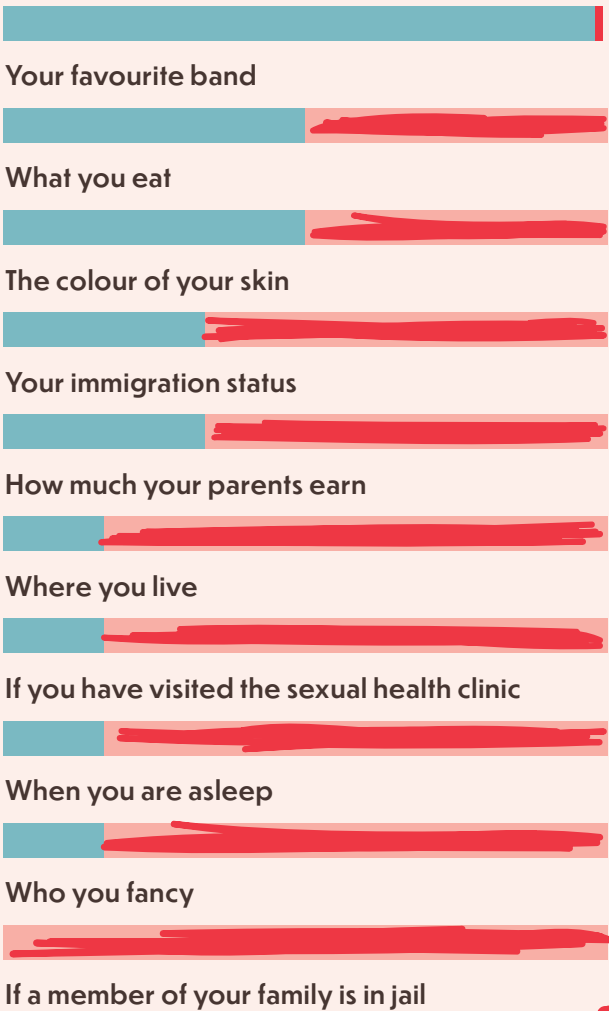 Your favourite band
What you eat
The colour of your skin
Your immigration status
How much your parents earn
Where you live
If you have visited the sexual health clinic
When you are asleep
Who you fancy
If a member of your family is in jail